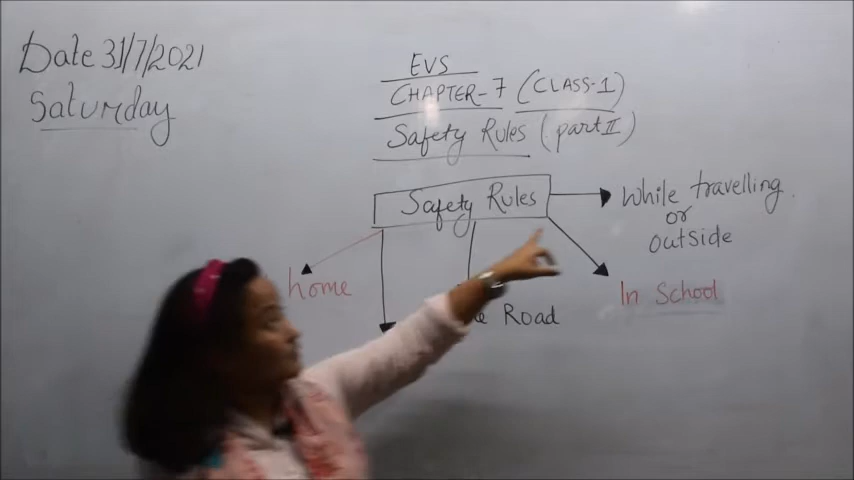 Date 31/7/2021
Saturday
EVS
CHAPTER-7 (CLASS-1)
Safety Rules (part II)
Safety Rules
While travelling
or
outside
home
In School
Road